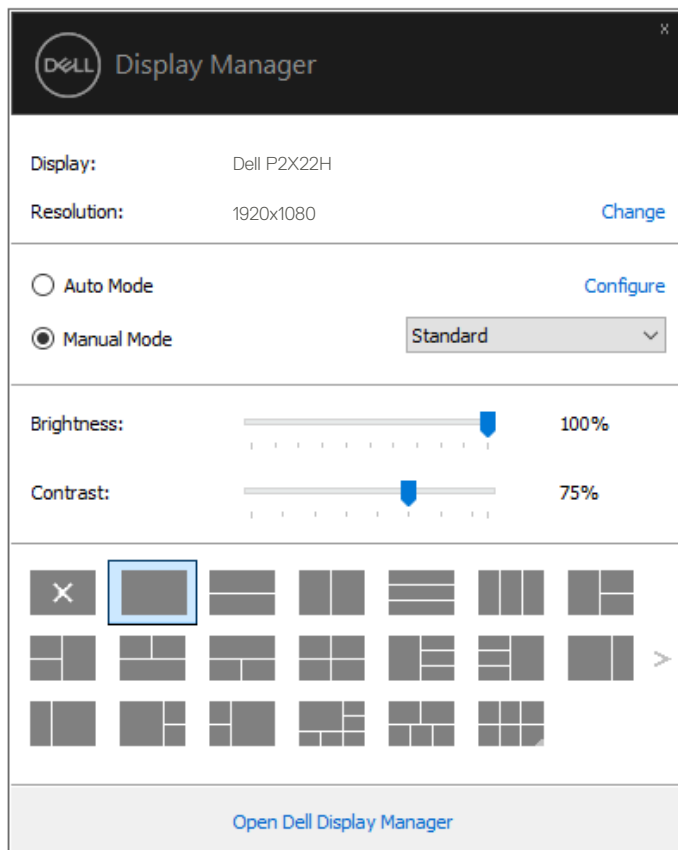 x
DELL Display Manager
Display: Dell P2X22H
Resolution: 1920x1080 Change
Auto Mode Configure
Manual Mode Standard
Brightness: 100%
Contrast: 75%
Open Dell Display Manager